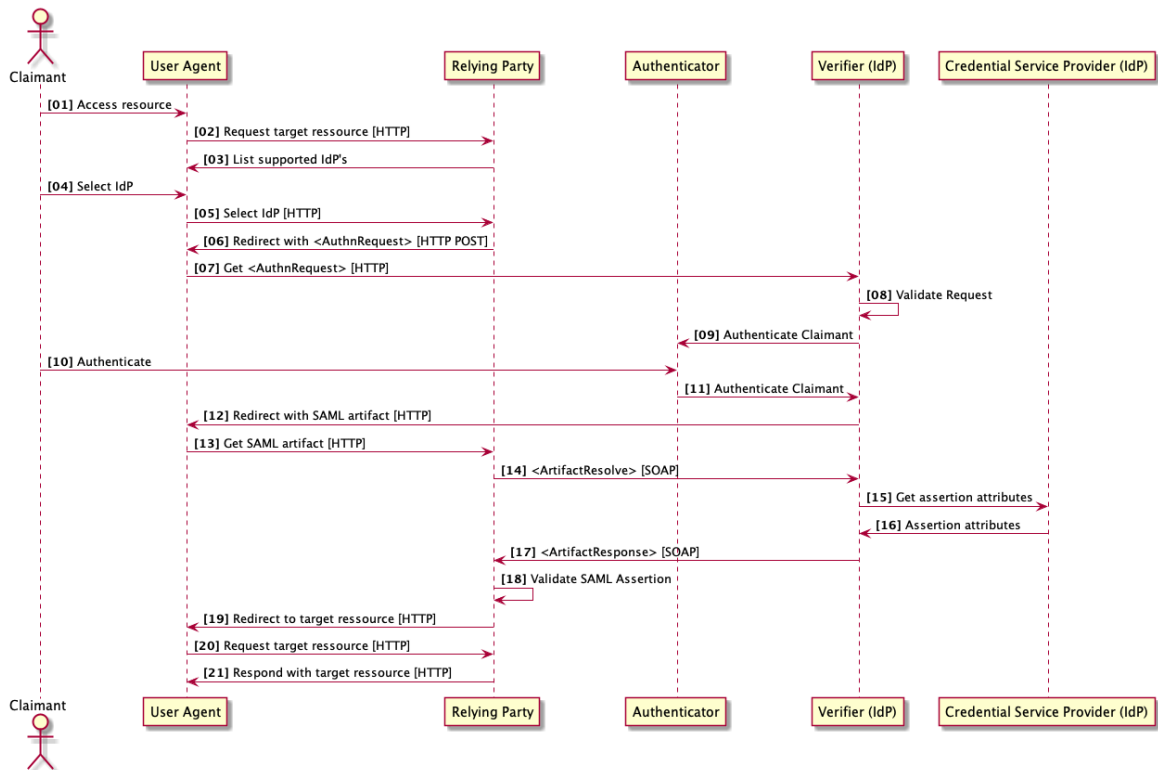 Claimant
User Agent
Relying Party
Authenticator
Verifier (IdP)
Credential Service Provider (IdP)
[01] Access resource
[02] Request target ressource [HTTP]
[03] List supported IdP's
[04] Select IdP
[05] Select IdP [HTTP]
[06] Redirect with <AuthnRequest> [HTTP POST]
[07] Get <AuthnRequest> [HTTP]
[08] Validate Request
[09] Authenticate Claimant
[10] Authenticate
[11] Authenticate Claimant
[12] Redirect with SAML artifact [HTTP]
[13] Get SAML artifact [HTTP]
[14] <ArtifactResolve> [SOAP]
[15] Get assertion attributes
[16] Assertion attributes
[17] <ArtifactResponse> [SOAP]
[18] Validate SAML Assertion
[19] Redirect to target ressource [HTTP]
[20] Request target ressource [HTTP]
[21] Respond with target ressource [HTTP]
Claimant
User Agent
Relying Party
Authenticator
Verifier (IdP)
Credential Service Provider (IdP)